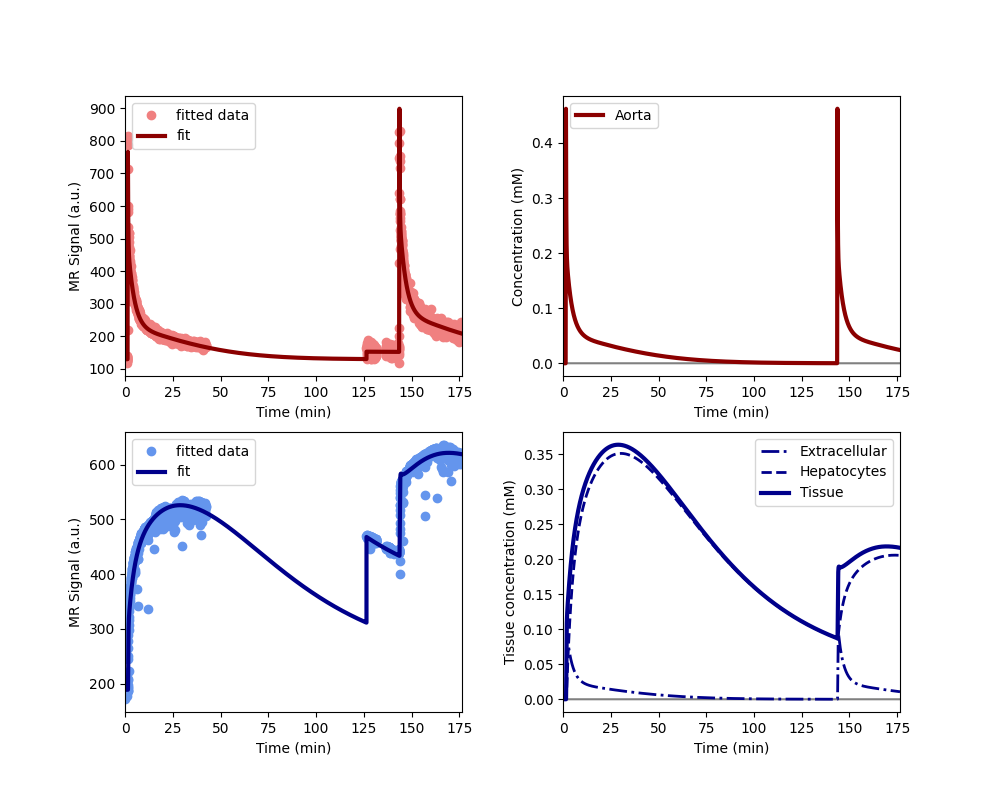 900
800
700
600
500
400
300
200
100
MR Signal (a.u.)
fitted data
fit
0 25 50 75 100 125 150 175
Time (min)
0.4
0.3
0.2
0.1
0.0
Concentration (mM)
Aorta
0 25 50 75 100 125 150 175
Time (min)
600
500
400
300
200
MR Signal (a.u.)
fitted data
fit
0 25 50 75 100 125 150 175
Time (min)
0.35
0.30
0.25
0.20
0.15
0.10
0.05
0.00
Tissue concentration (mM)
Extracellular
Hepatocytes
Tissue
0 25 50 75 100 125 150 175
Time (min)